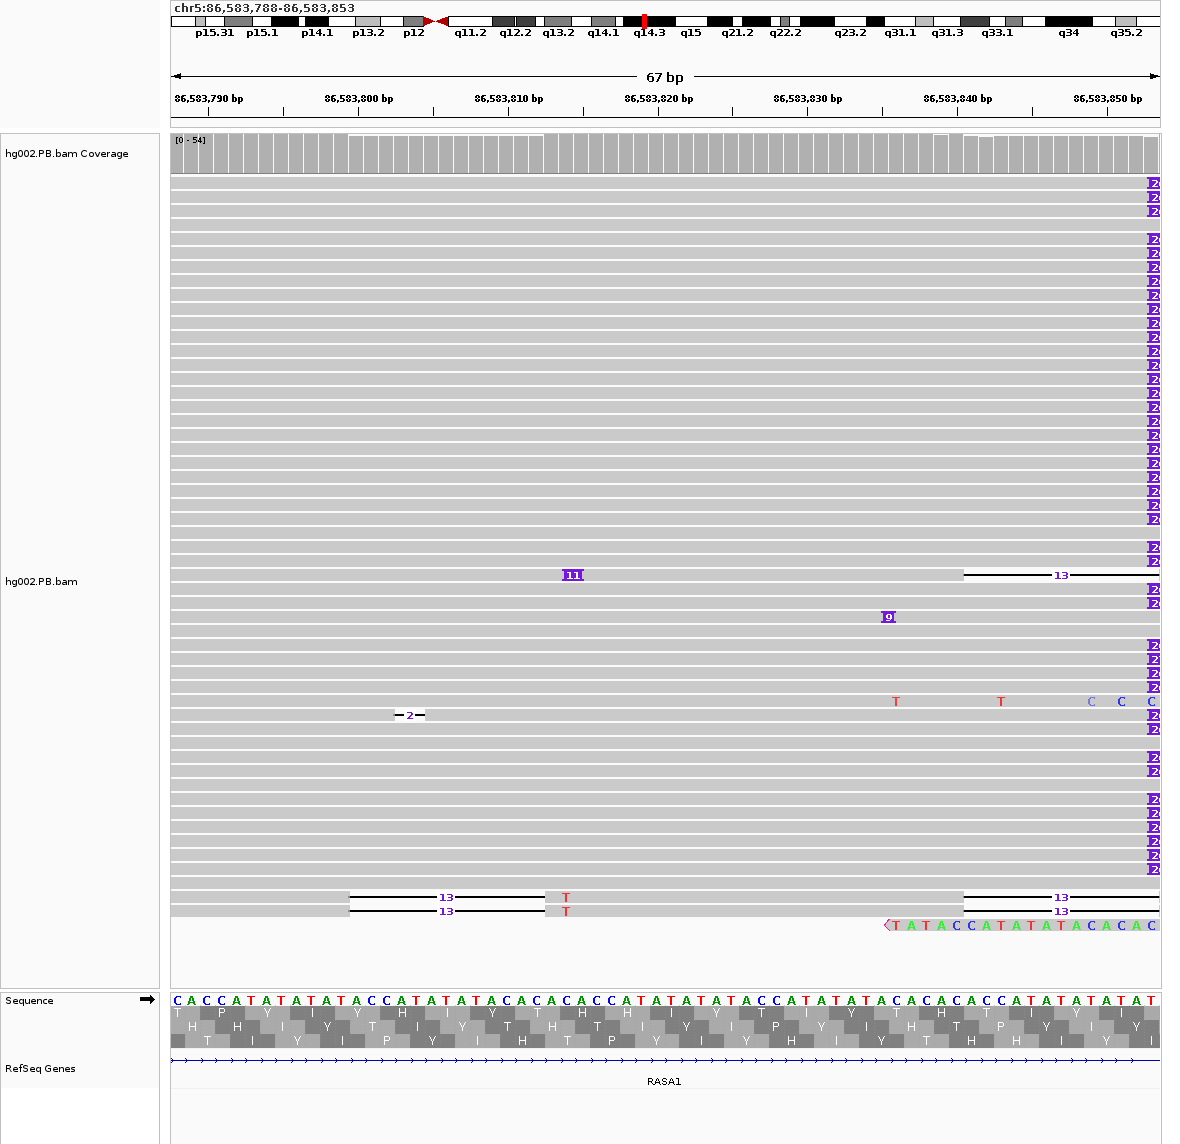 chr5:86,583,788-86,583,853
p15.31 p15.1 p14.1 p13.2 p12 q11.2 q12.2 q13.2 q14.1 q14.3 q15 q21.2 q22.2 q23.2 q31.1 q31.3 q33.1 q34 q35.2
67 bp
86,583,790 bp 86,583,800 bp 86,583,810 bp 86,583,820 bp 86,583,830 bp 86,583,840 bp 86,583,850 bp
[0 - 54]
hg002.PB.bam Coverage
11 13
hg002.PB.bam
9
T T C C C
2
13 T 13
13 T 13
T A T A C C A T A T A T A C A C A C
Sequence
C A C C A T A T A T A T A C C A T A T A T A C A C A C A C C A T A T A T A T A C C A T A T A T A C A C A C A C C A T A T A T A T A T
T P Y I Y H I Y T H H I Y T I Y T H T I Y I
H H I Y T I Y T H T I Y I P Y I H T P Y I Y
T I Y I P Y I H T P Y I Y H I Y T H H I Y I
RefSeq Genes
RASA1